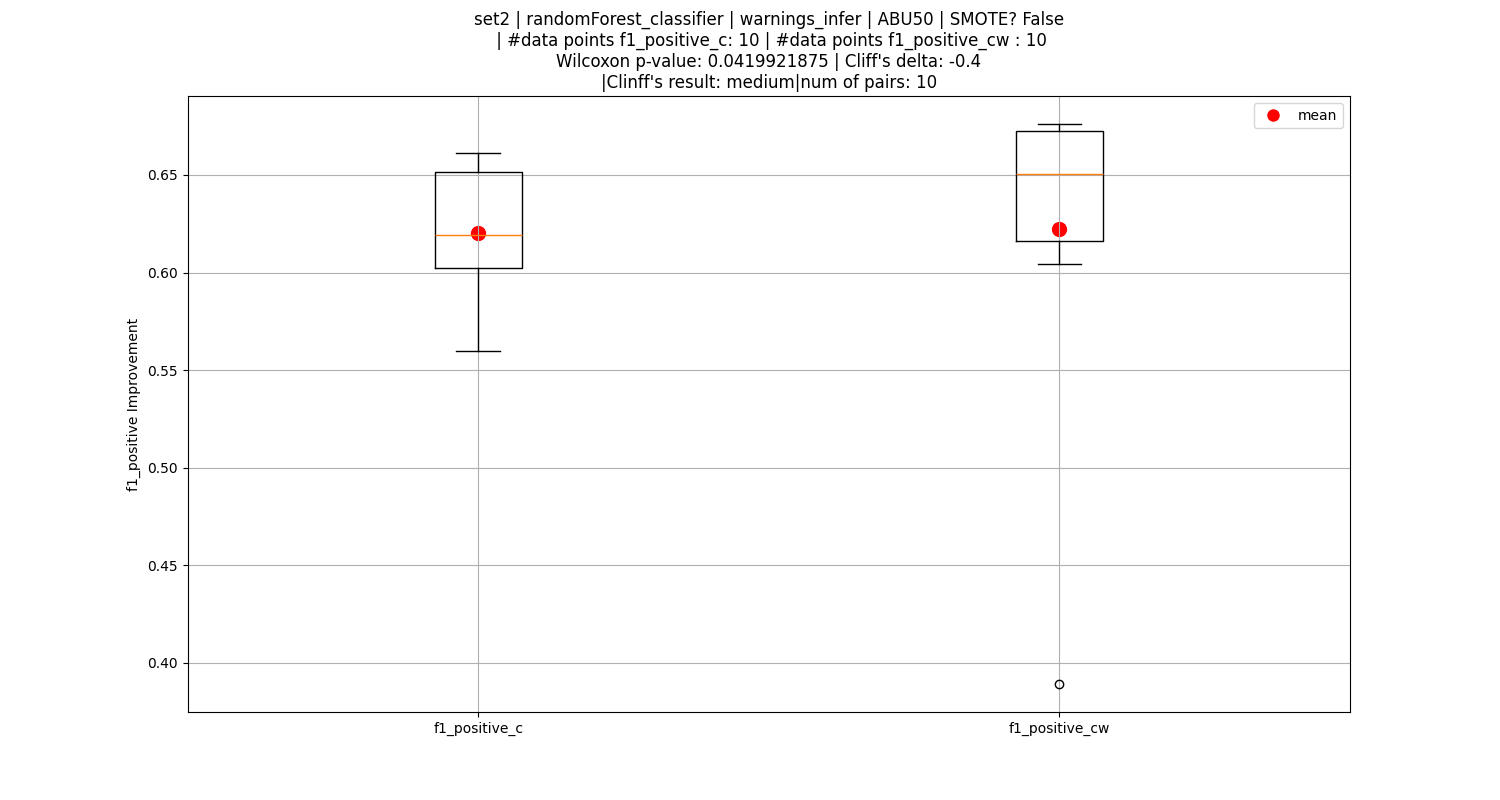 set2 | randomForest_classifier | warnings_infer | ABU50 | SMOTE? False
| #data points f1_positive_c: 10 | #data points f1_positive_cw : 10
Wilcoxon p-value: 0.0419921875 | Cliff's delta: -0.4
|Clinff's result: medium|num of pairs: 10
mean
0.65
0.60
0.55
0.50
0.45
0.40
f1_positive Improvement
f1_positive_c
f1_positive_cw